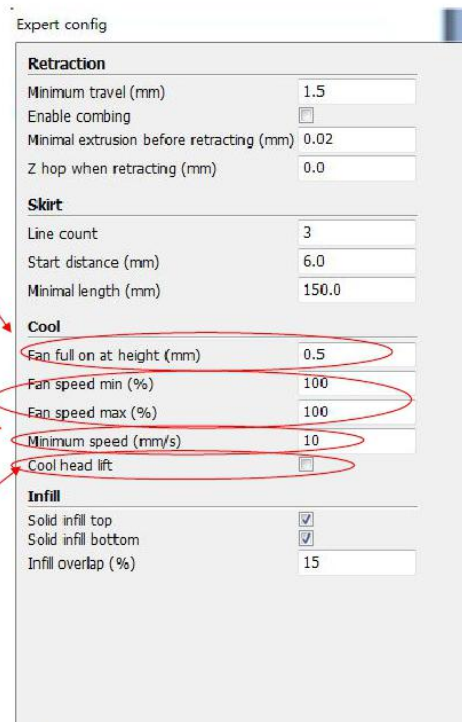 Expert config
Retraction
Minimum travel (mm) 1.5
Enable combing
Minimal extrusion before retracting (mm) 0.02
Z hop when retracting (mm) 0.0
Skirt
Line count 3
Start distance (mm) 6.0
Minimal length (mm) 150.0
Cool
Fan full on at height (mm) 0.5
Fan speed min (%) 100
Fan speed max (%) 100
Minimum speed (mm/s) 10
Cool head lift
Infill
Solid infill top
Solid infill bottom
Infill overlap (%) 15